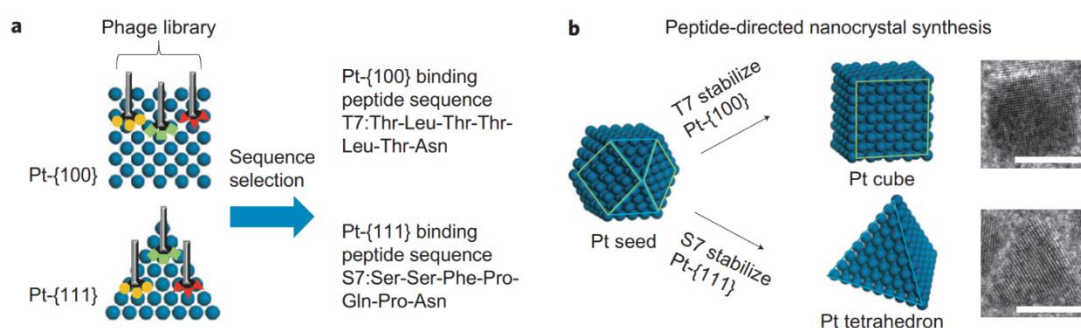 a
Phage library
Pt-{100}
Pt-{111}
Sequence
selection
Pt-{100} binding
peptide sequence
T7:Thr-Leu-Thr-Thr-
Leu-Thr-Asn
Pt-{111} binding
peptide sequence
S7:Ser-Ser-Phe-Pro-
Gln-Pro-Asn
b
Peptide-directed nanocrystal synthesis
Pt seed
T7 stabilize
Pt-{100}
S7 stabilize
Pt-{111}
Pt cube
Pt tetrahedron